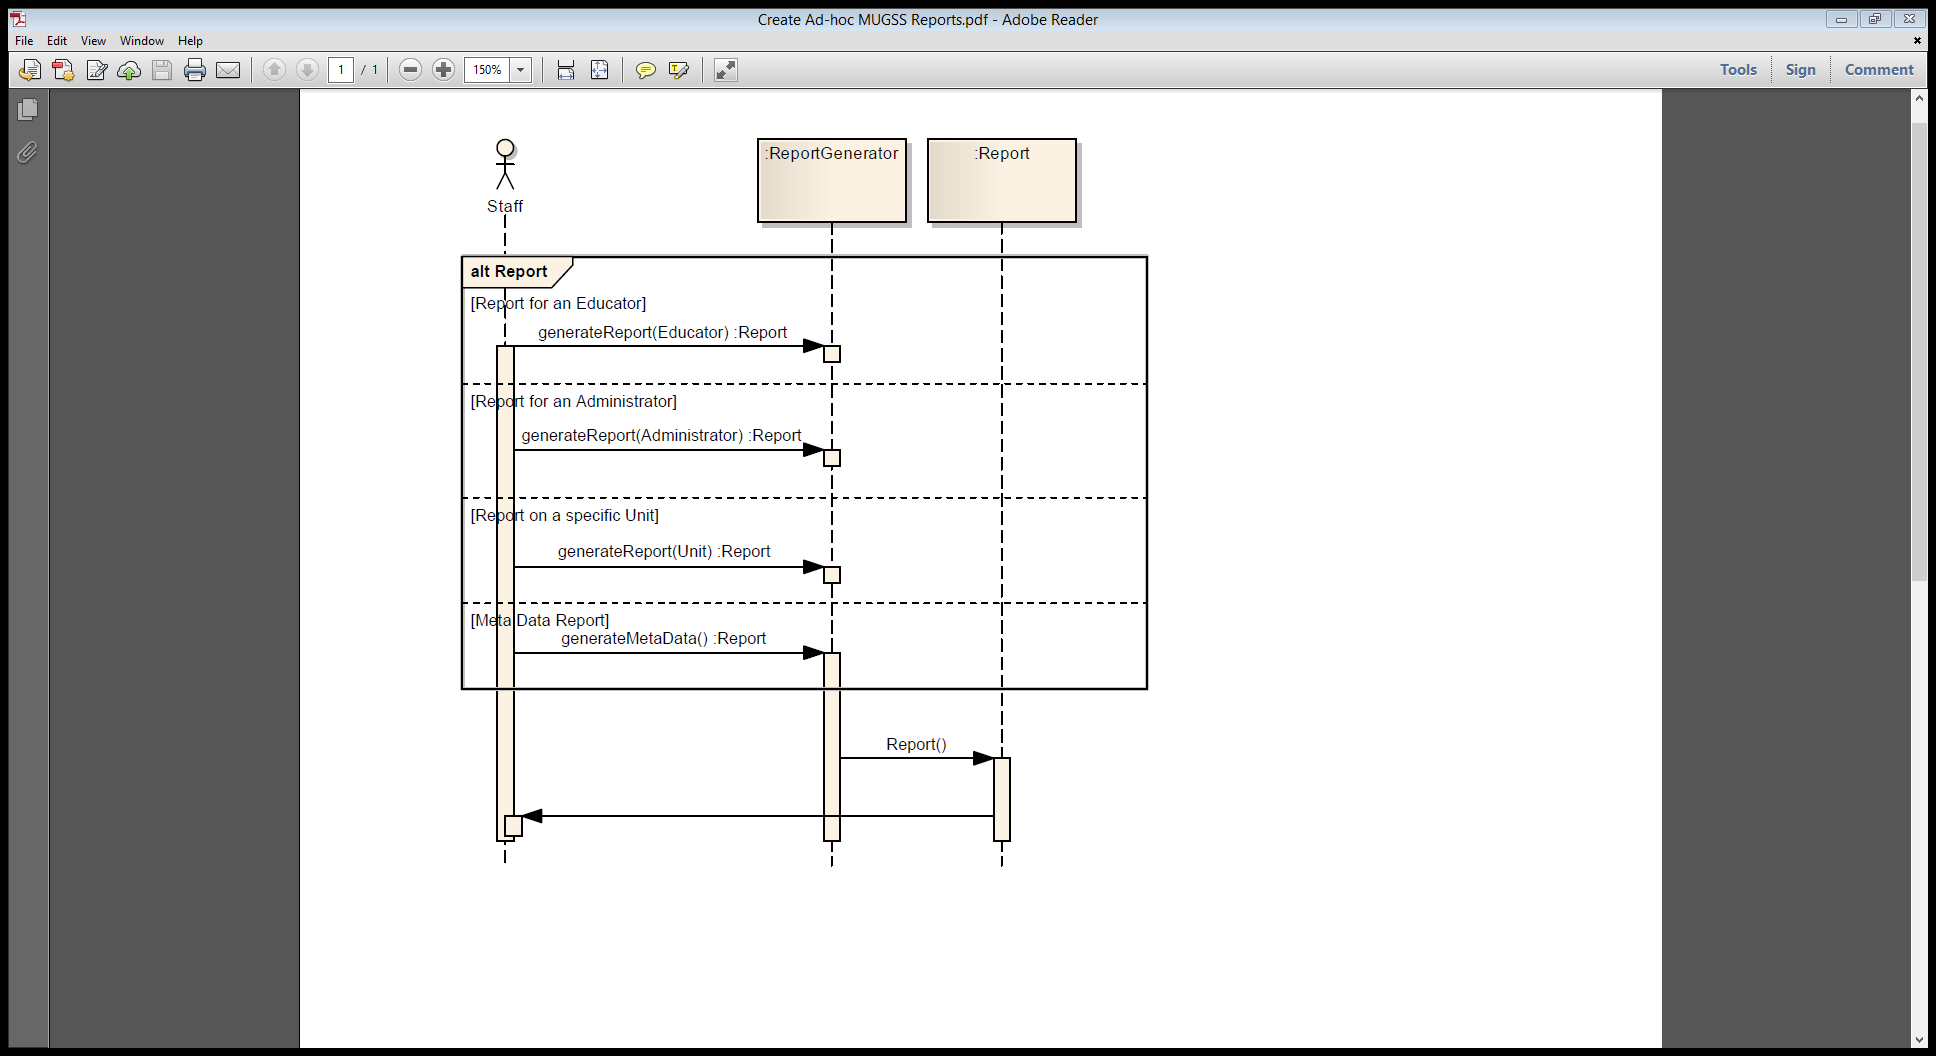 Create Ad-hoc MUGSS Reports.pdf - Adobe Reader
File Edit View Window Help
1 / 1 150% Tools Sign Comment
:ReportGenerator :Report
Staff
alt Report
[Report for an Educator]
generateReport(Educator) :Report
[Report for an Administrator]
generateReport(Administrator) :Report
[Report on a specific Unit]
generateReport(Unit) :Report
[Meta Data Report]
generateMetaData() :Report
Report()